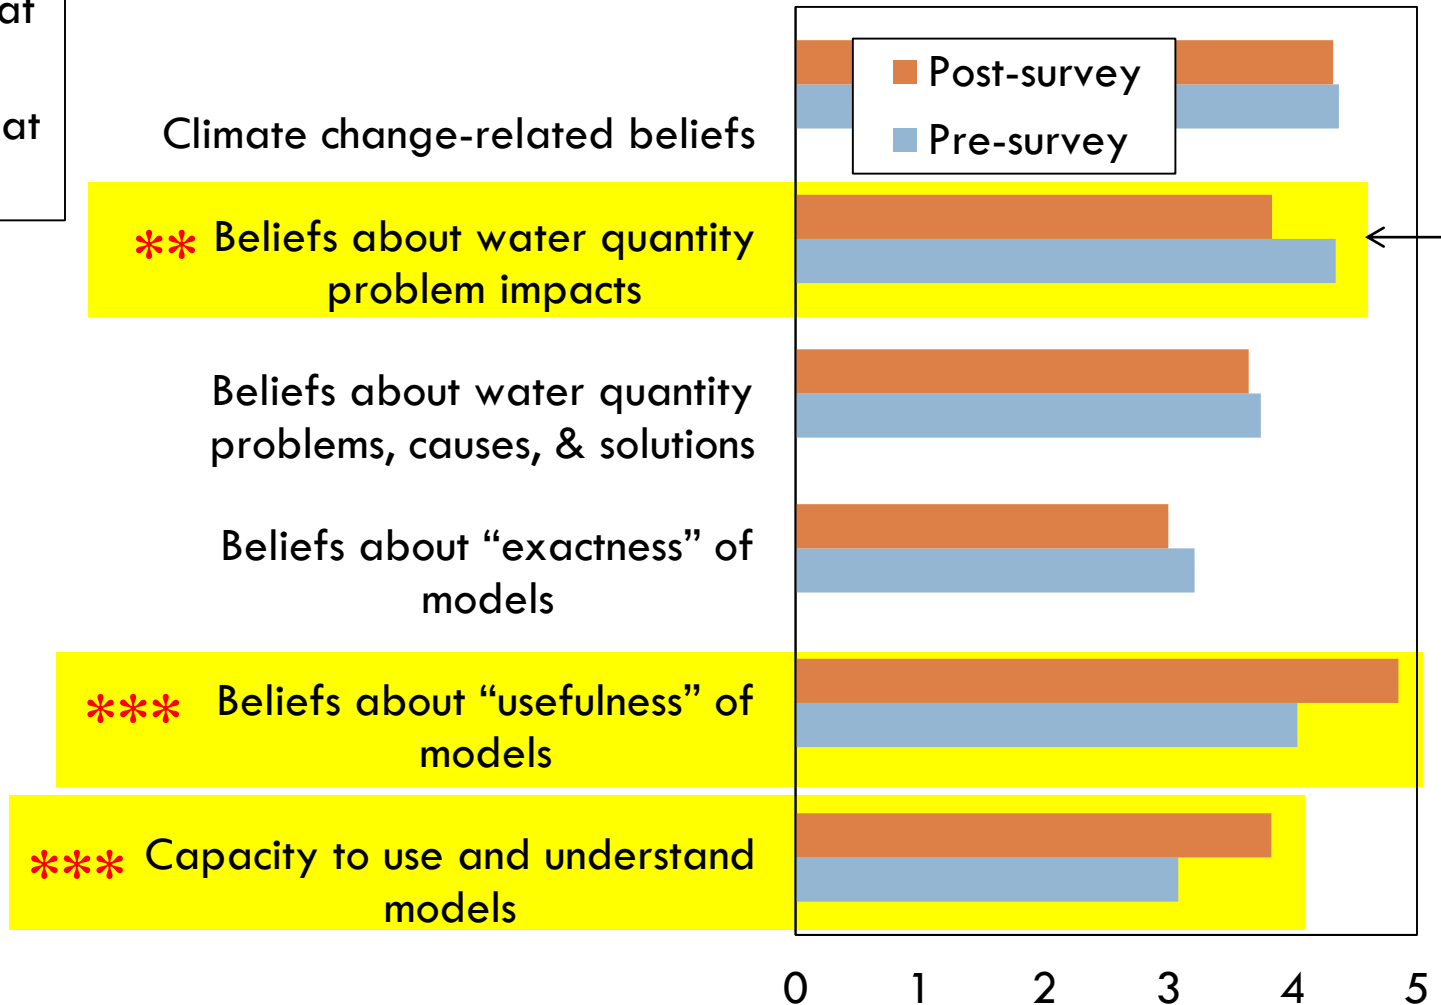 at
at
Post-survey
Pre-survey
Climate change-related beliefs
** Beliefs about water quantity
problem impacts
Beliefs about water quantity
problems, causes, & solutions
Beliefs about “exactness” of
models
*** Beliefs about “usefulness” of
models
*** Capacity to use and understand
models
0 1 2 3 4 5